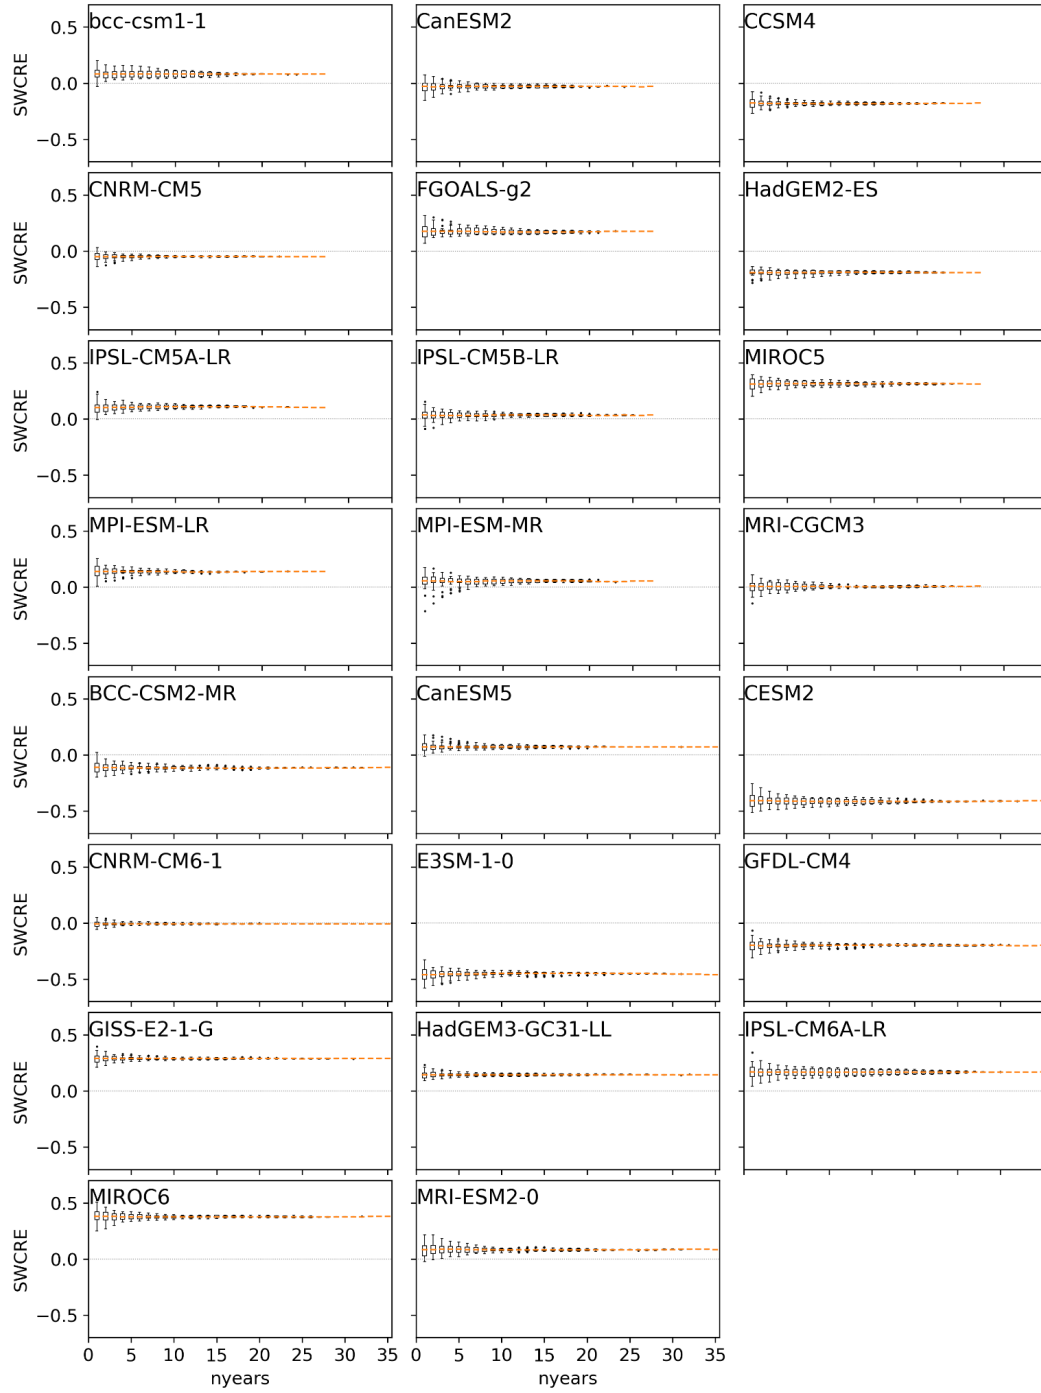 bcc-csm1-1 CanESM2 CCSM4
SWCRE
0.5
0.0
−0.5
CNRM-CM5 FGOALS-g2 HadGEM2-ES
SWCRE
0.5
0.0
−0.5
IPSL-CM5A-LR IPSL-CM5B-LR MIROC5
SWCRE
0.5
0.0
−0.5
MPI-ESM-LR MPI-ESM-MR MRI-CGCM3
SWCRE
0.5
0.0
−0.5
BCC-CSM2-MR CanESM5 CESM2
SWCRE
0.5
0.0
−0.5
CNRM-CM6-1 E3SM-1-0 GFDL-CM4
SWCRE
0.5
0.0
−0.5
GISS-E2-1-G HadGEM3-GC31-LL IPSL-CM6A-LR
SWCRE
0.5
0.0
−0.5
MIROC6 MRI-ESM2-0
SWCRE
0.5
0.0
−0.5
0 5 10 15 20 25 30 35 0 5 10 15 20 25 30 35
nyears nyears